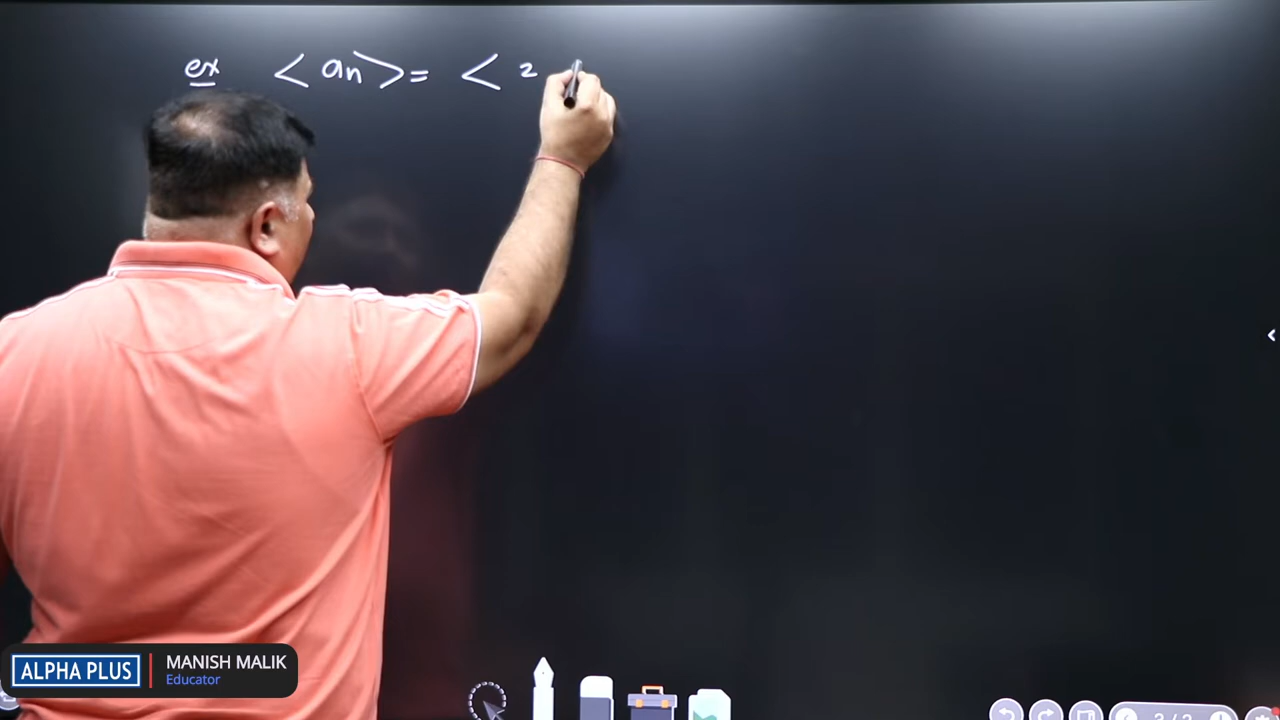 ex <an> = < 2
ALPHA PLUS
MANISH MALIK
Educator